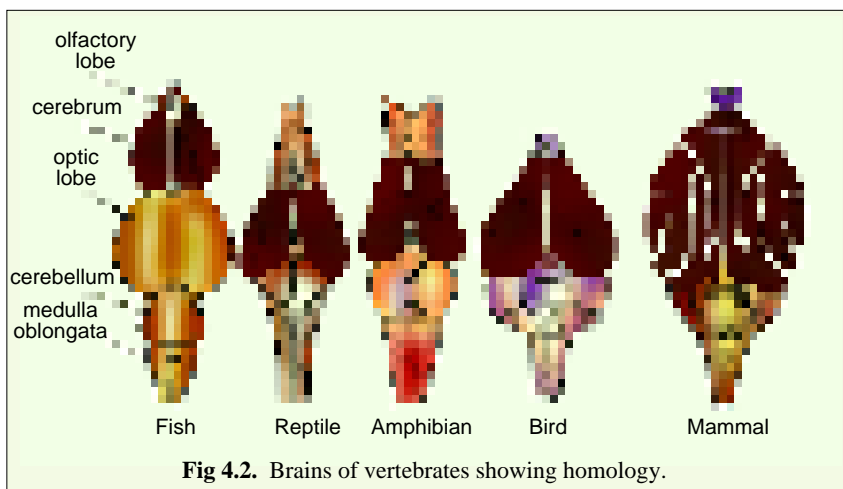 olfactory
lobe
cerebrum
optic
lobe
cerebellum
medulla
oblongata
Fish
Reptile
Amphibian
Bird
Mammal
Fig 4.2. Brains of vertebrates showing homology.